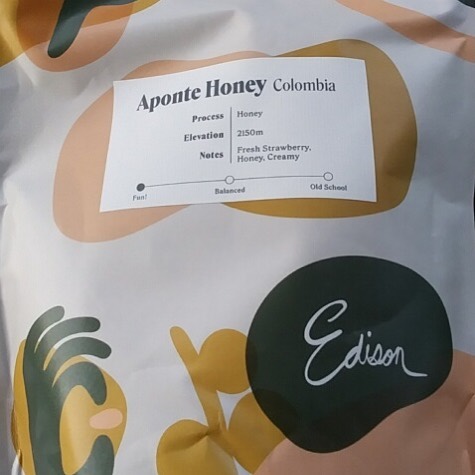 Aponte Honey Colombia
Process Honey
Elevation 2150m
Notes Fresh Strawberry,
Honey, Creamy
Fun! Balanced Old School
Edison